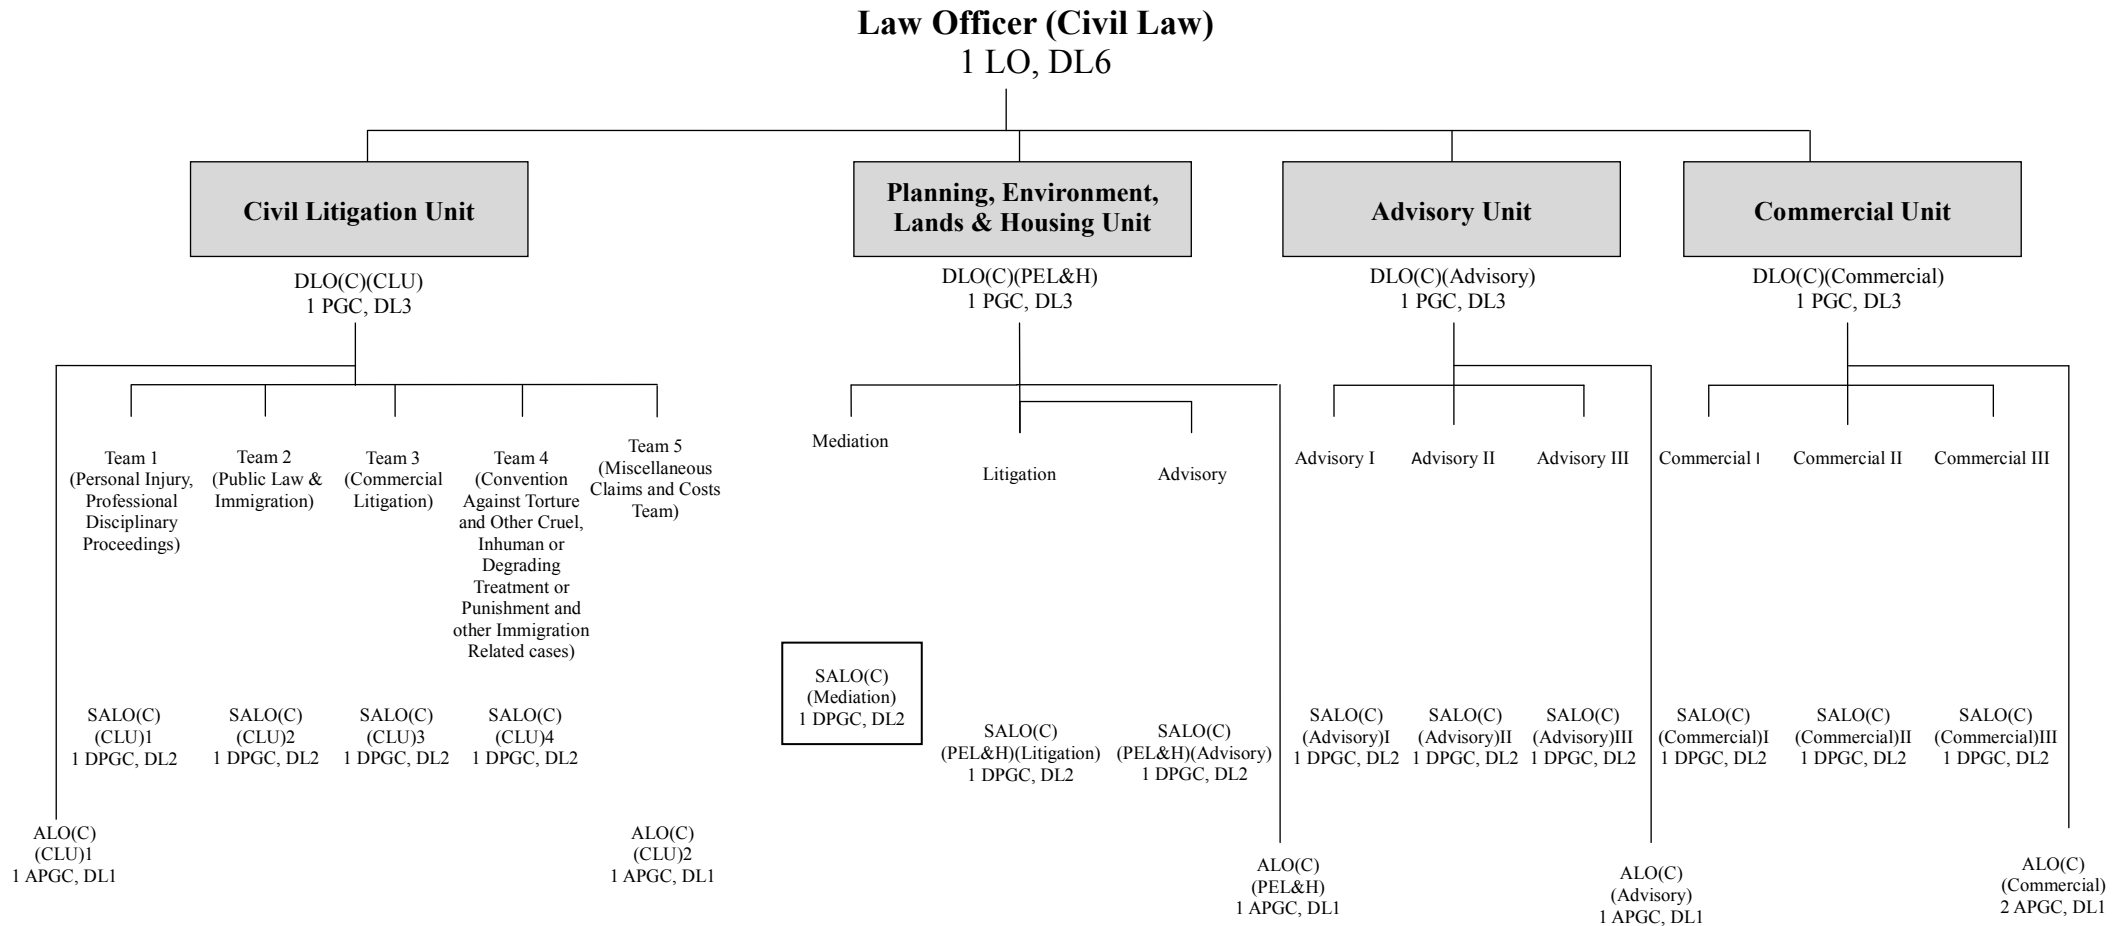 Law Officer (Civil Law)
1 LO, DL6
Civil Litigation Unit
DLO(C)(CLU)
1 PGC, DL3
Planning, Environment,
Lands & Housing Unit
DLO(C)(PEL&H)
1 PGC, DL3
Advisory Unit
DLO(C)(Advisory)
1 PGC, DL3
Commercial Unit
DLO(C)(Commercial)
1 PGC, DL3
Team 1
(Personal Injury,
Professional
Disciplinary
Proceedings)
Team 2
(Public Law &
Immigration)
Team 3
(Commercial
Litigation)
Team 4
(Convention
Against Torture
and Other Cruel,
Inhuman or
Degrading
Treatment or
Punishment and
other Immigration
Related cases)
Team 5
(Miscellaneous
Claims and Costs
Team)
Mediation
Litigation
Advisory
Advisory I
Advisory II
Advisory III
Commercial I
Commercial II
Commercial III
SALO(C)
(CLU)1
1 DPGC, DL2
SALO(C)
(CLU)2
1 DPGC, DL2
SALO(C)
(CLU)3
1 DPGC, DL2
SALO(C)
(CLU)4
1 DPGC, DL2
SALO(C)
(Mediation)
1 DPGC, DL2
SALO(C)
(PEL&H)(Litigation)
1 DPGC, DL2
SALO(C)
(PEL&H)(Advisory)
1 DPGC, DL2
SALO(C)
(Advisory)I
1 DPGC, DL2
SALO(C)
(Advisory)II
1 DPGC, DL2
SALO(C)
(Advisory)III
1 DPGC, DL2
SALO(C)
(Commercial)I
1 DPGC, DL2
SALO(C)
(Commercial)II
1 DPGC, DL2
SALO(C)
(Commercial)III
1 DPGC, DL2
ALO(C)
(CLU)1
1 APGC, DL1
ALO(C)
(CLU)2
1 APGC, DL1
ALO(C)
(PEL&H)
1 APGC, DL1
ALO(C)
(Advisory)
1 APGC, DL1
ALO(C)
(Commercial)
2 APGC, DL1